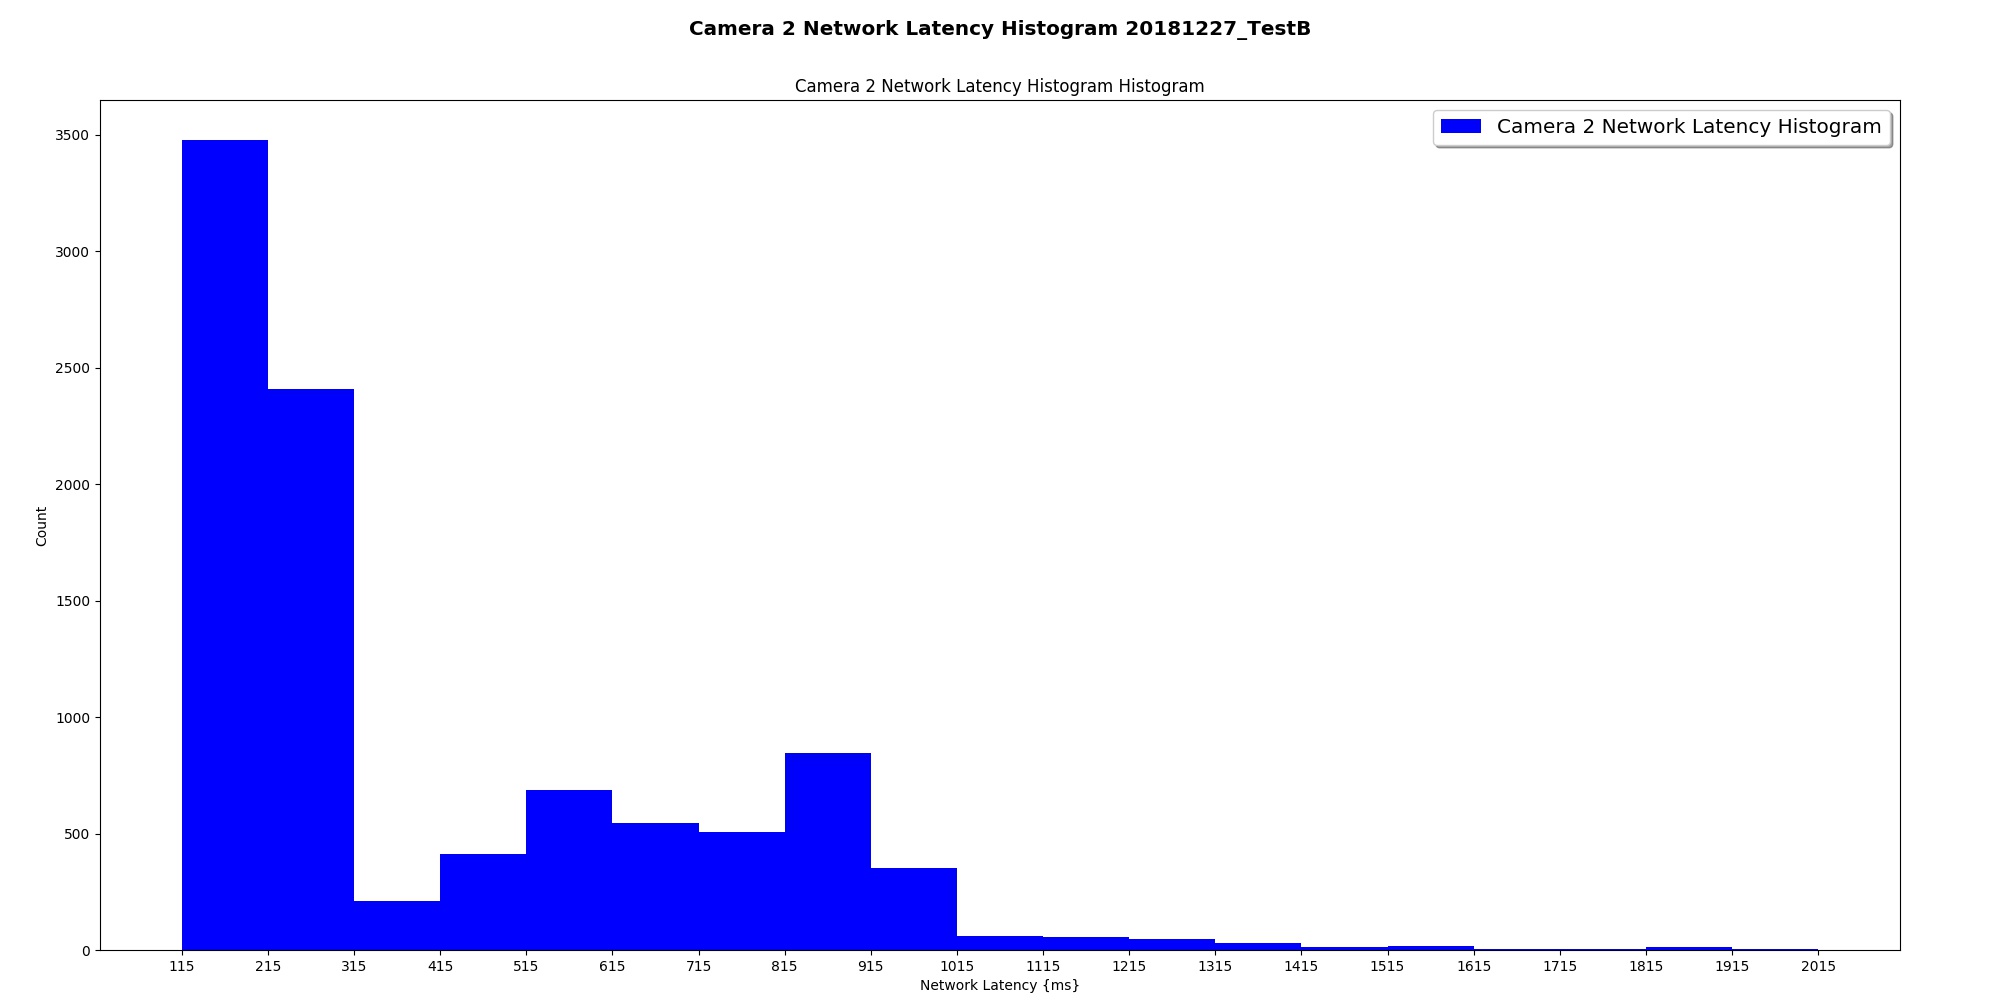 Camera 2 Network Latency Histogram 20181227_TestB
Camera 2 Network Latency Histogram Histogram
Camera 2 Network Latency Histogram
3500
3000
2500
2000
1500
1000
500
0
Count
115 215 315 415 515 615 715 815 915 1015 1115 1215 1315 1415 1515 1615 1715 1815 1915 2015
Network Latency {ms}